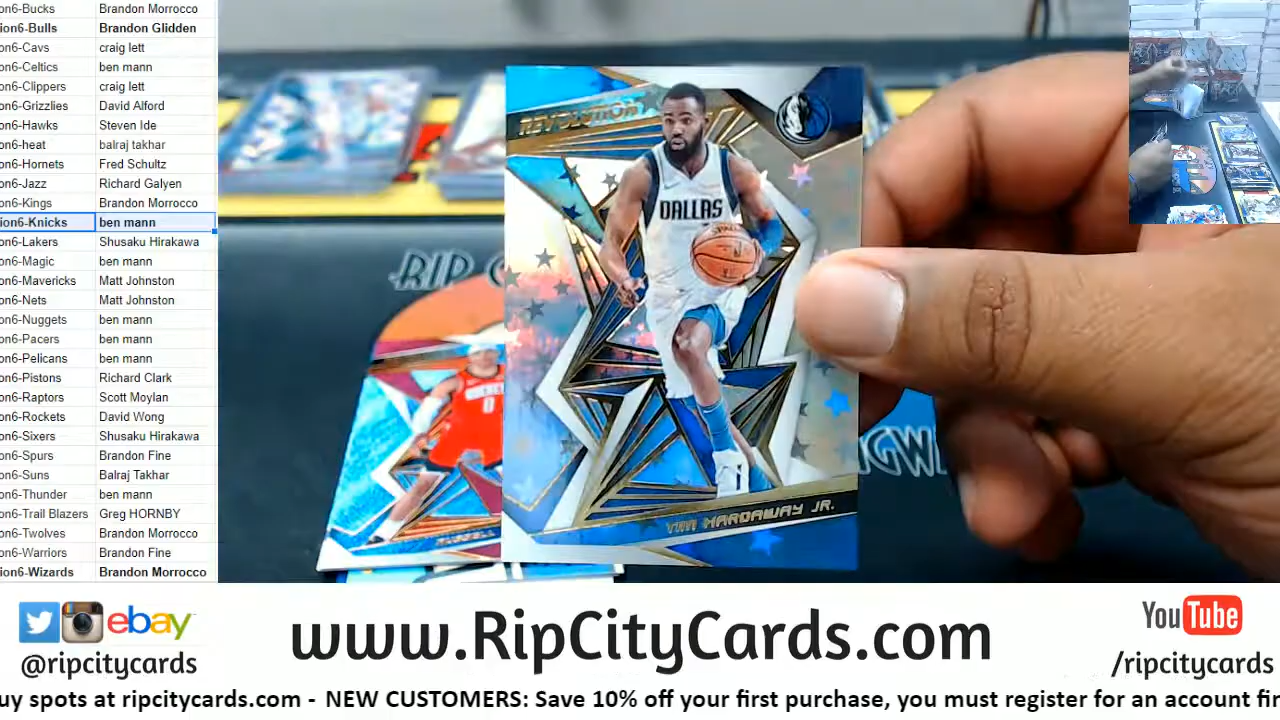 on6-Bucks Brandon Morrocco
ion6-Bulls Brandon Glidden
on6-Cavs craig lett
on6-Celtics ben mann
on6-Clippers craig lett
on6-Grizzlies David Alford
on6-Hawks Steven Ide
on6-heat balraj takhar
on6-Hornets Fred Schultz
on6-Jazz Richard Galyen
on6-Kings Brandon Morrocco
ion6-Knicks ben mann
on6-Lakers Shusaku Hirakawa
on6-Magic ben mann
on6-Mavericks Matt Johnston
on6-Nets Matt Johnston
on6-Nuggets ben mann
on6-Pacers ben mann
on6-Pelicans ben mann
on6-Pistons Richard Clark
on6-Raptors Scott Moylan
on6-Rockets David Wong
on6-Sixers Shusaku Hirakawa
on6-Spurs Brandon Fine
on6-Suns Balraj Takhar
on6-Thunder ben mann
on6-Trail Blazers Greg HORNBY
on6-Twolves Brandon Morrocco
on6-Warriors Brandon Fine
ion6-Wizards Brandon Morrocco
REVOLUTION
DALLAS
TIM HARDAWAY JR.
RIP
RUSSELL
0
ebay
@ripcitycards
www.RipCityCards.com
YouTube
/ripcitycards
uy spots at ripcitycards.com - NEW CUSTOMERS: Save 10% off your first purchase, you must register for an account fi